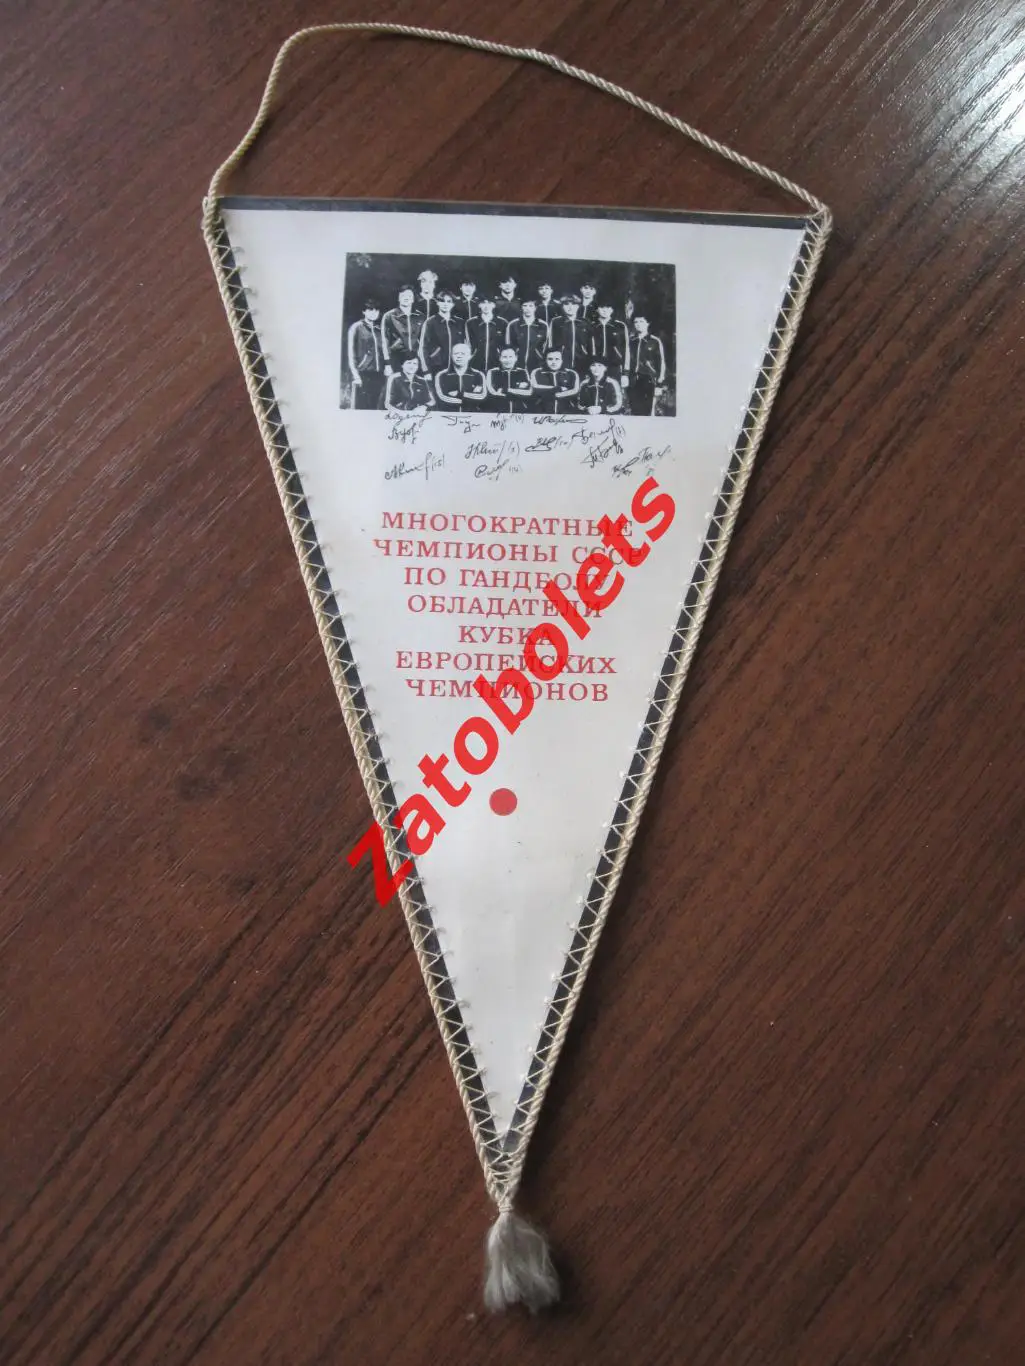 МНОГОКРАТНЫЕ
ЧЕМПИОНЫ СССР
ПО ГАНДБОЛУ
ОБЛАДАТЕЛИ
КУБКА
ЕВРОПЕЙСКИХ
ЧЕМПИОНОВ
Zatobolets